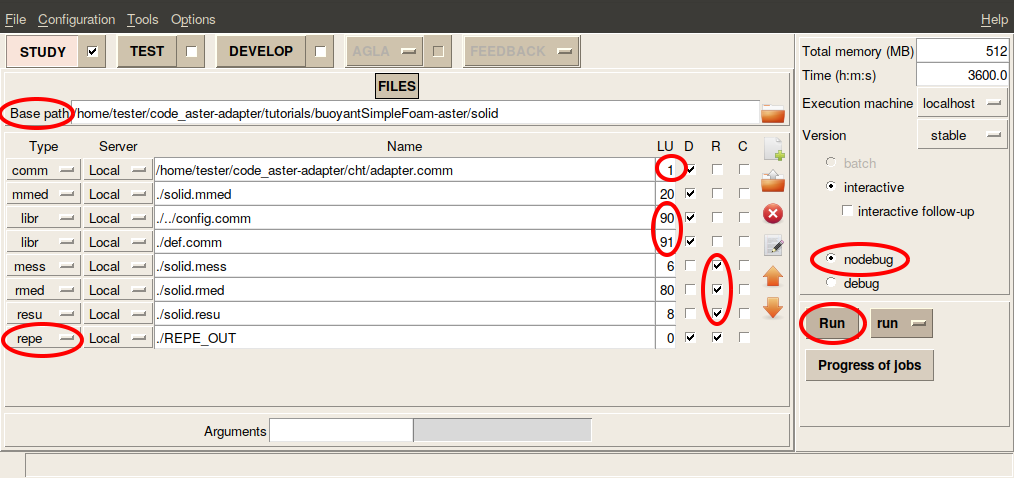 File Configuration Tools Options Help
STUDY TEST DEVELOP AGLA FEEDBACK
FILES
Base path /home/tester/code_aster-adapter/tutorials/buoyantSimpleFoam-aster/solid
Type Server Name LU D R C
comm Local /home/tester/code_aster-adapter/cht/adapter.comm 1
mmed Local ./solid.mmed 20
libr Local ./../config.comm 90
libr Local ./def.comm 91
mess Local ./solid.mess 6
rmed Local ./solid.rmed 80
resu Local ./solid.resu 8
repe Local ./REPE_OUT 0
Arguments
Total memory (MB) 512
Time (h:m:s) 3600.0
Execution machine localhost
Version stable
batch
interactive
interactive follow-up
nodebug
debug
Run run
Progress of jobs